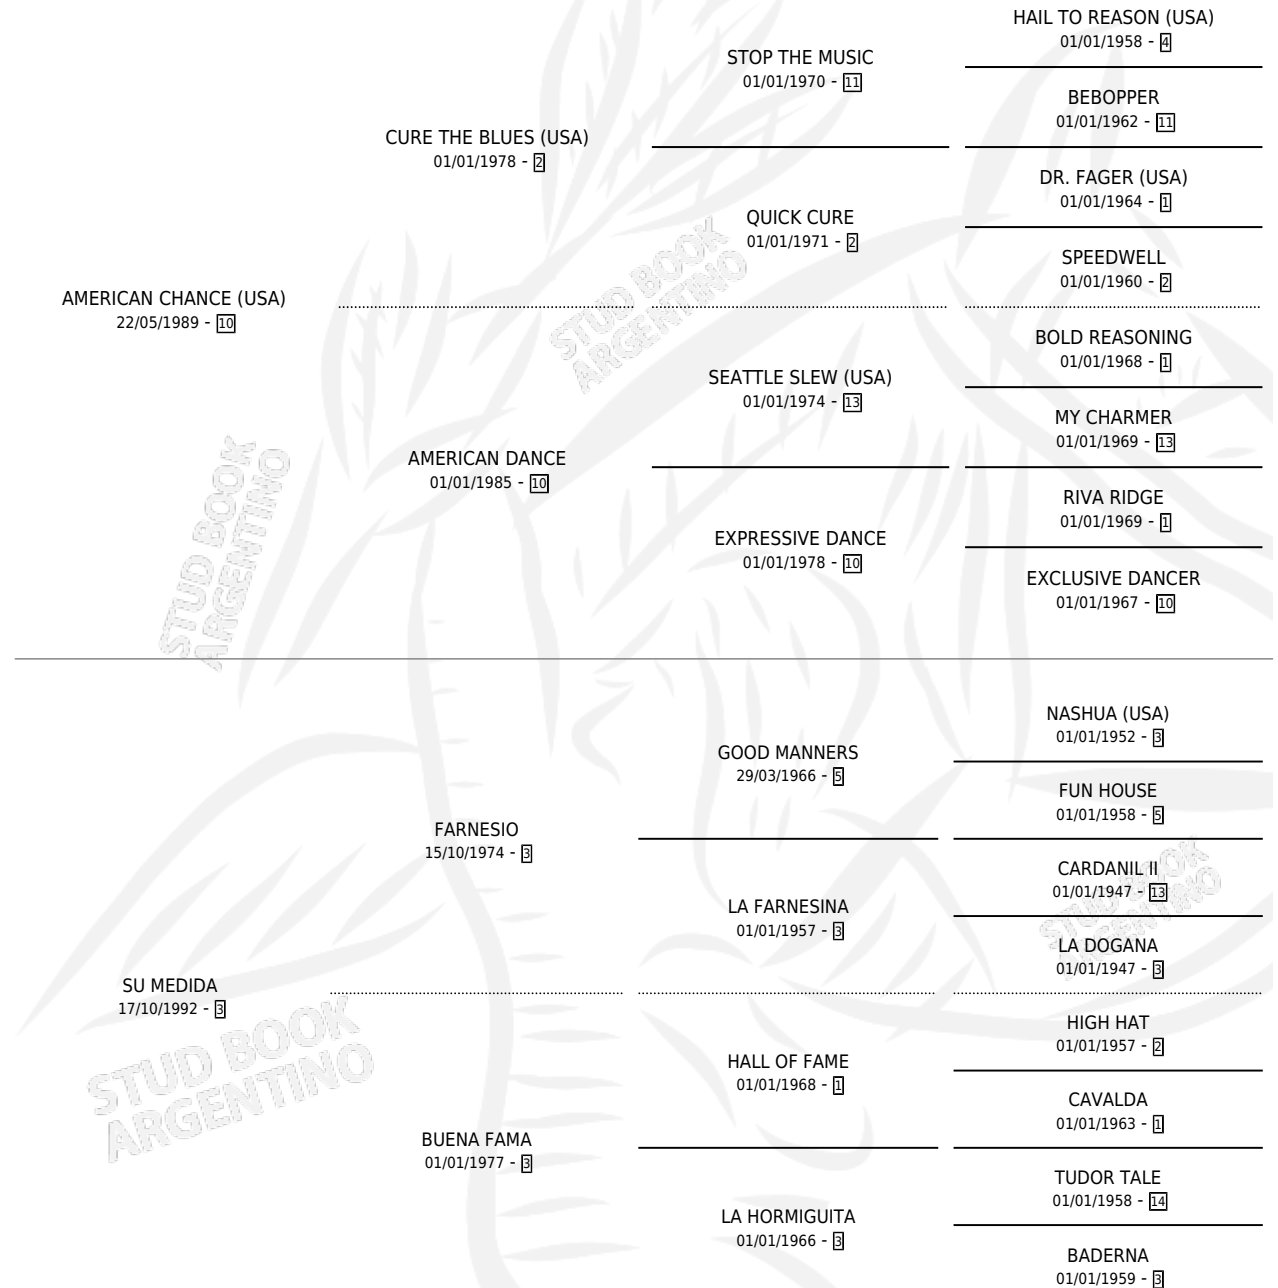 HAIL TO REASON (USA)
01/01/1958 - 4
STOP THE MUSIC
01/01/1970 - 11
BEBOPPER
01/01/1962 - 11
CURE THE BLUES (USA)
01/01/1978 - 2
DR. FAGER (USA)
01/01/1964 - 1
QUICK CURE
01/01/1971 - 2
SPEEDWELL
01/01/1960 - 2
AMERICAN CHANCE (USA)
22/05/1989 - 10
BOLD REASONING
01/01/1968 - 1
SEATTLE SLEW (USA)
01/01/1974 - 13
MY CHARMER
01/01/1969 - 13
AMERICAN DANCE
01/01/1985 - 10
RIVA RIDGE
01/01/1969 - 1
EXPRESSIVE DANCE
01/01/1978 - 10
EXCLUSIVE DANCER
01/01/1967 - 10
NASHUA (USA)
01/01/1952 - 3
GOOD MANNERS
29/03/1966 - 5
FUN HOUSE
01/01/1958 - 5
FARNESIO
15/10/1974 - 3
CARDANIL II
01/01/1947 - 13
LA FARNESINA
01/01/1957 - 3
LA DOGANA
01/01/1947 - 3
SU MEDIDA
17/10/1992 - 3
HIGH HAT
01/01/1957 - 2
HALL OF FAME
01/01/1968 - 1
CAVALDA
01/01/1963 - 1
BUENA FAMA
01/01/1977 - 3
TUDOR TALE
01/01/1958 - 14
LA HORMIGUITA
01/01/1966 - 3
BADERNA
01/01/1959 - 3
STUD BOOK
ARGENTINO
STUD BOOK
ARGENTINO
STUD BOOK
ARGENTINO
STUD BOOK
ARGENTINO